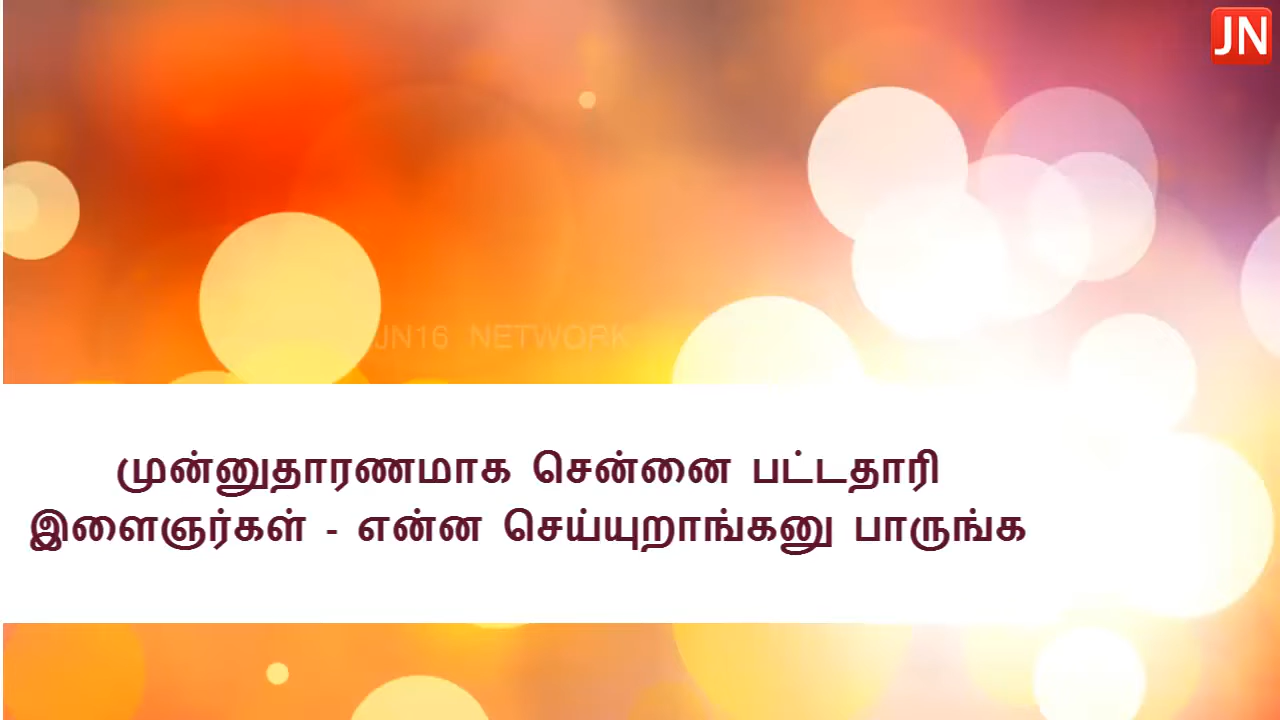 JN
JN16 NETWORK
முன்னுதாரணமாக சென்னை பட்டதாரி
இளைஞர்கள் - என்ன செய்யுறாங்கனு பாருங்க